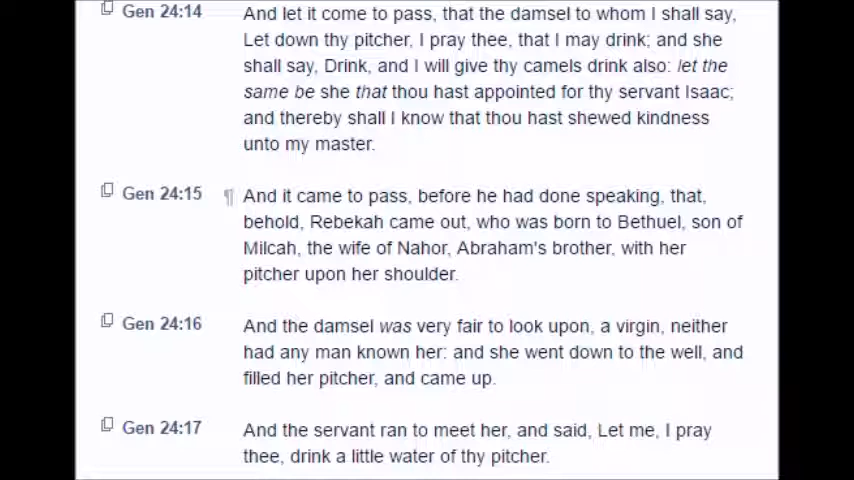 Gen 24:14 And let it come to pass, that the damsel to whom I shall say,
Let down thy pitcher, I pray thee, that I may drink; and she
shall say, Drink, and I will give thy camels drink also: let the
same be she that thou hast appointed for thy servant Isaac;
and thereby shall I know that thou hast shewed kindness
unto my master.
Gen 24:15 ¶ And it came to pass, before he had done speaking, that,
behold, Rebekah came out, who was born to Bethuel, son of
Milcah, the wife of Nahor, Abraham's brother, with her
pitcher upon her shoulder.
Gen 24:16 And the damsel was very fair to look upon, a virgin, neither
had any man known her: and she went down to the well, and
filled her pitcher, and came up.
Gen 24:17 And the servant ran to meet her, and said, Let me, I pray
thee, drink a little water of thy pitcher.